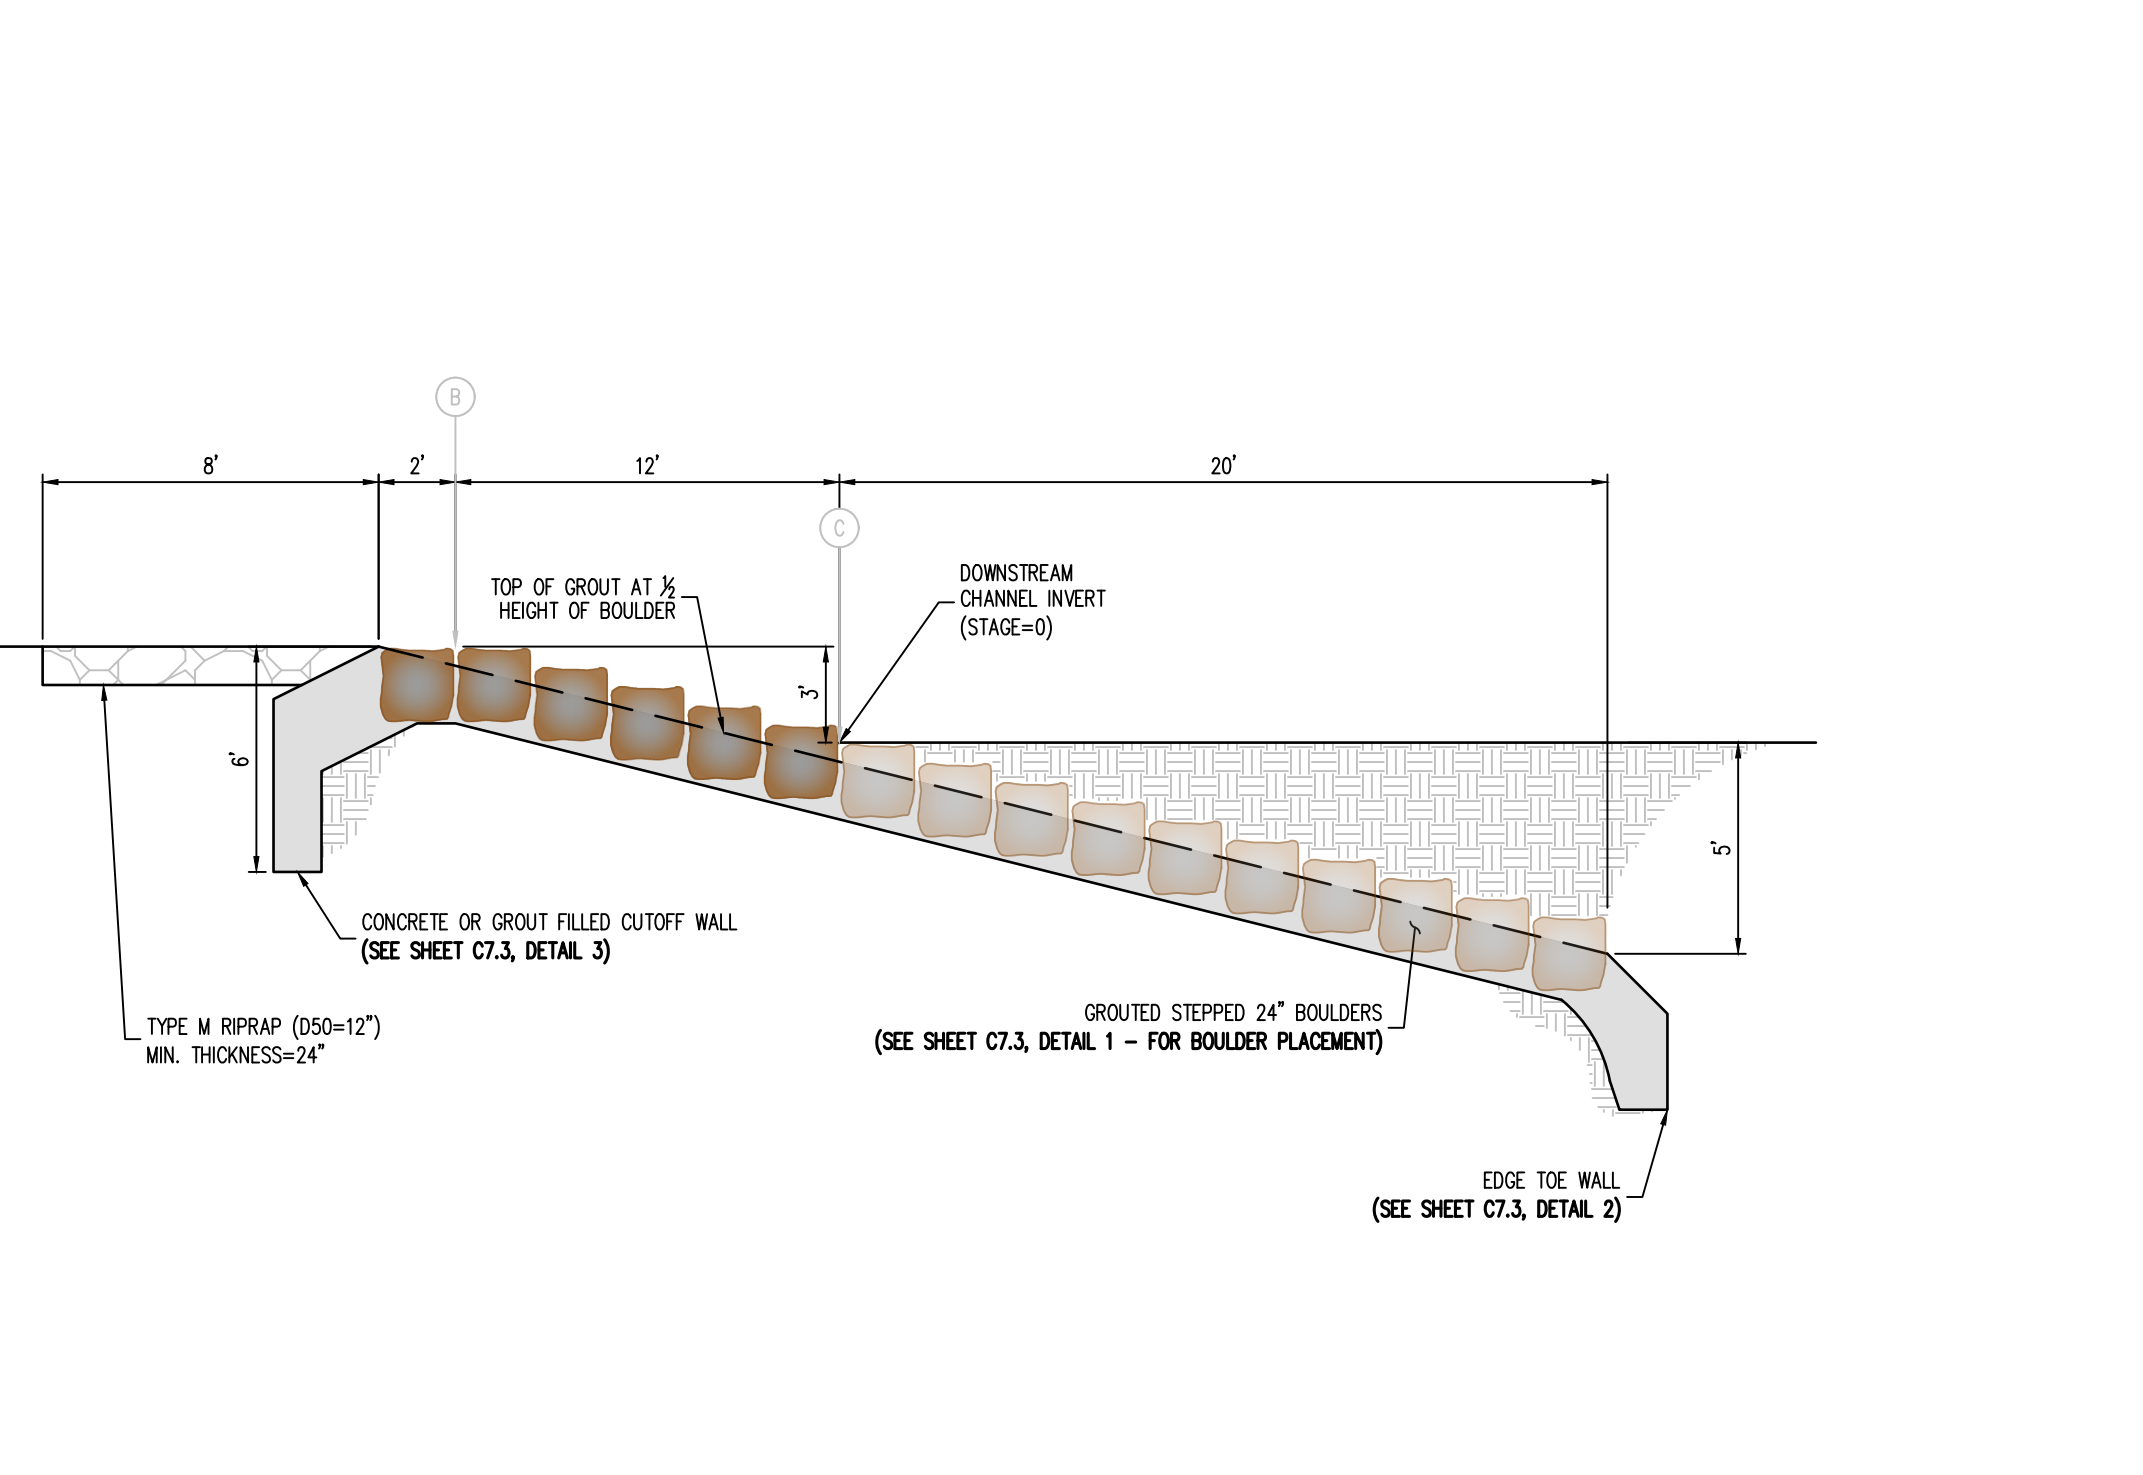 B
8'
2'
12'
20'
C
TOP OF GROUT AT ½
HEIGHT OF BOULDER
DOWNSTREAM
CHANNEL INVERT
(STAGE=0)
3'
6'
5'
CONCRETE OR GROUT FILLED CUTOFF WALL
(SEE SHEET C7.3, DETAIL 3)
TYPE M RIPRAP (D50=12")
MIN. THICKNESS=24"
GROUTED STEPPED 24" BOULDERS
(SEE SHEET C7.3, DETAIL 1 - FOR BOULDER PLACEMENT)
EDGE TOE WALL
(SEE SHEET C7.3, DETAIL 2)